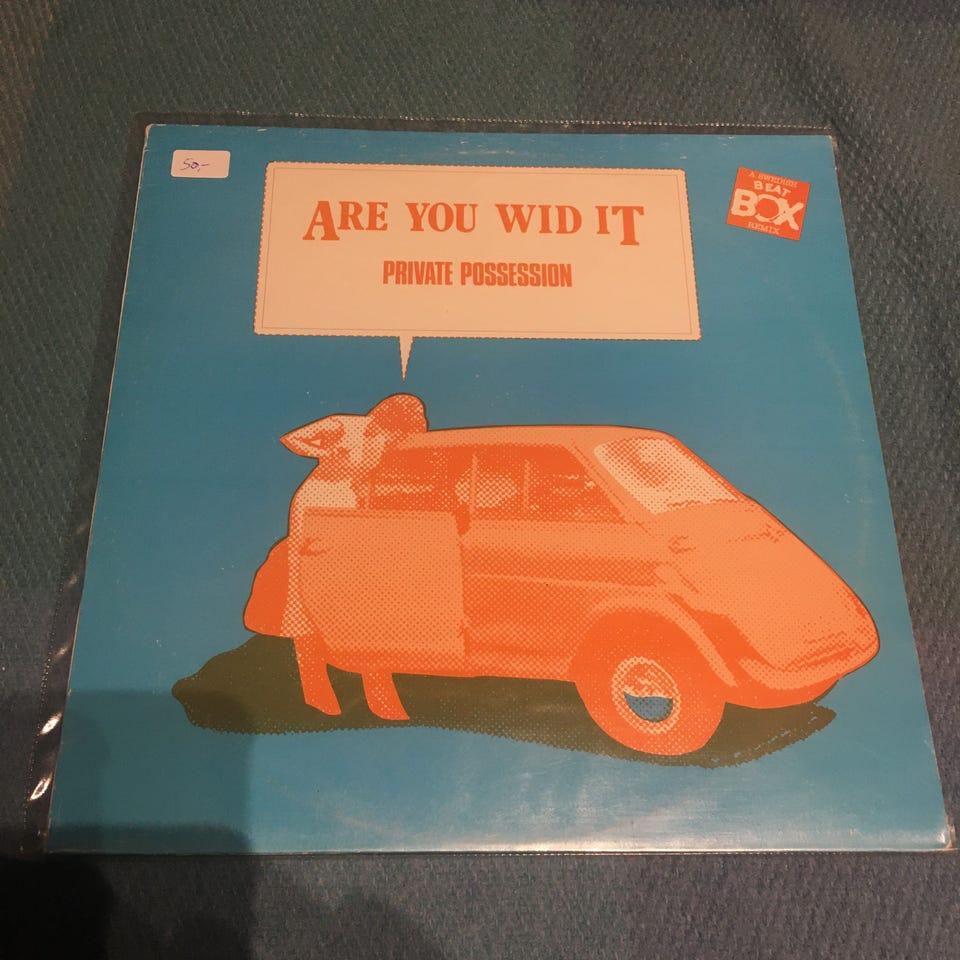 50,-
ARE YOU WID IT
PRIVATE POSSESSION
A SWEDISH
BEAT
BOX
REMIX